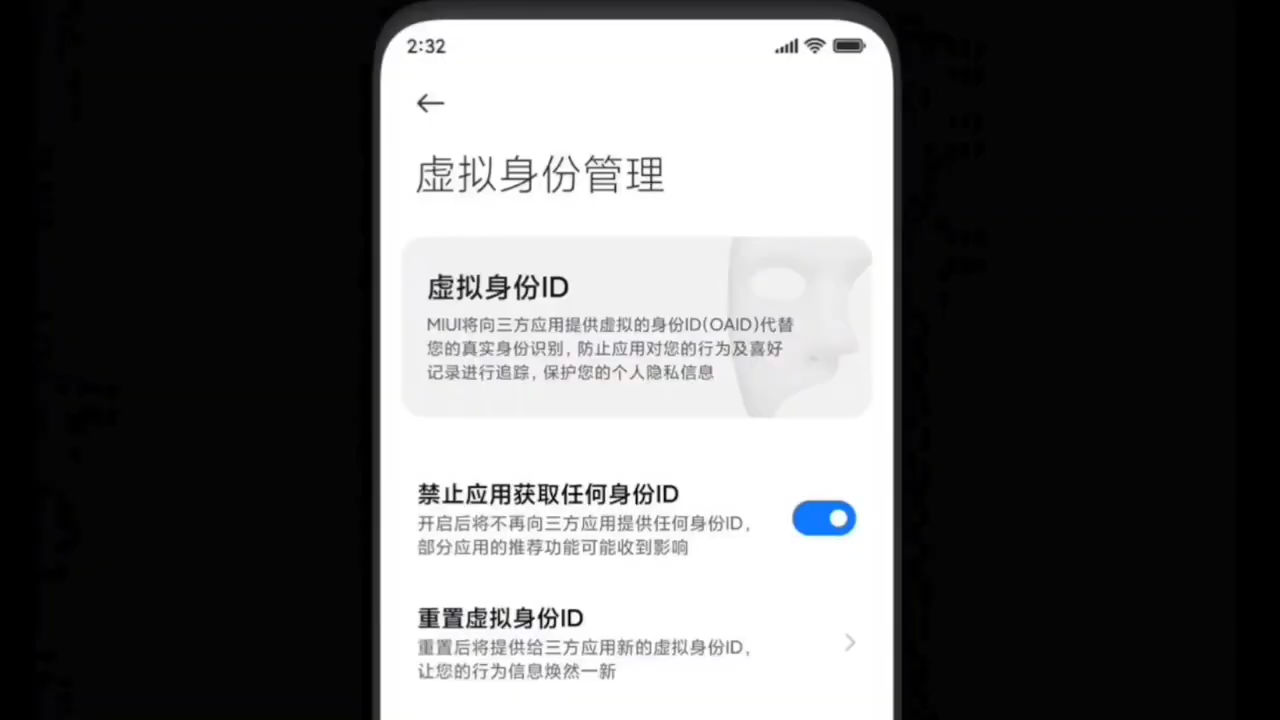 2:32
虚拟身份管理
虚拟身份ID
MIUI将向三方应用提供虚拟的身份ID(OAID)代替
您的真实身份识别，防止应用对您的行为及喜好
记录进行追踪，保护您的个人隐私信息
禁止应用获取任何身份ID
开启后将不再向三方应用提供任何身份ID，
部分应用的推荐功能可能收到影响
重置虚拟身份ID
重置后将提供给三方应用新的虚拟身份ID，
让您的行为信息焕然一新